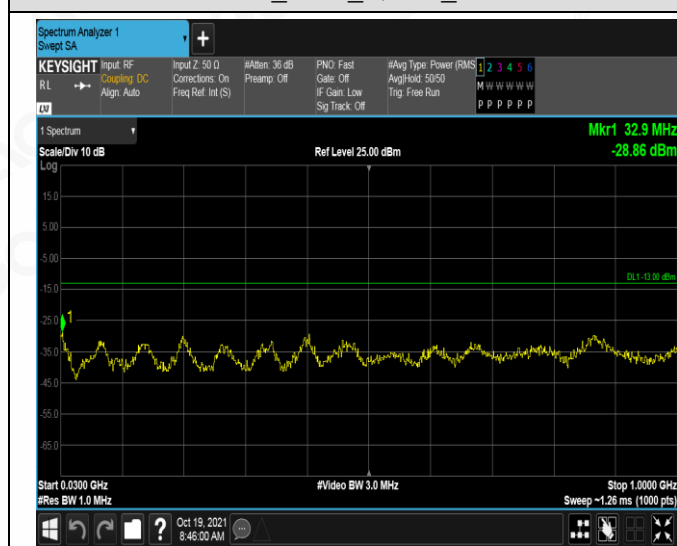 Spectrum Analyzer 1
Swept SA
+
KEYSIGHT
RL
LXI
Input: RF
Coupling: DC
Align: Auto
Input Z: 50 Ω
Corrections: On
Freq Ref: Int (S)
#Atten: 36 dB
Preamp: Off
PNO: Fast
Gate: Off
IF Gain: Low
Sig Track: Off
#Avg Type: Power (RMS
Avg|Hold: 50/50
Trig: Free Run
1 2 3 4 5 6
M W W W W W
P P P P P P
1 Spectrum
Mkr1 32.9 MHz
Scale/Div 10 dB
Ref Level 25.00 dBm
-28.86 dBm
Log
15.0
5.00
-5.00
DL1 -13.00 dBm
-15.0
-25.0
1
-35.0
-45.0
-55.0
-65.0
Start 0.0300 GHz
#Video BW 3.0 MHz
Stop 1.0000 GHz
#Res BW 1.0 MHz
Sweep ~1.26 ms (1000 pts)
?
Oct 19, 2021
8:46:00 AM